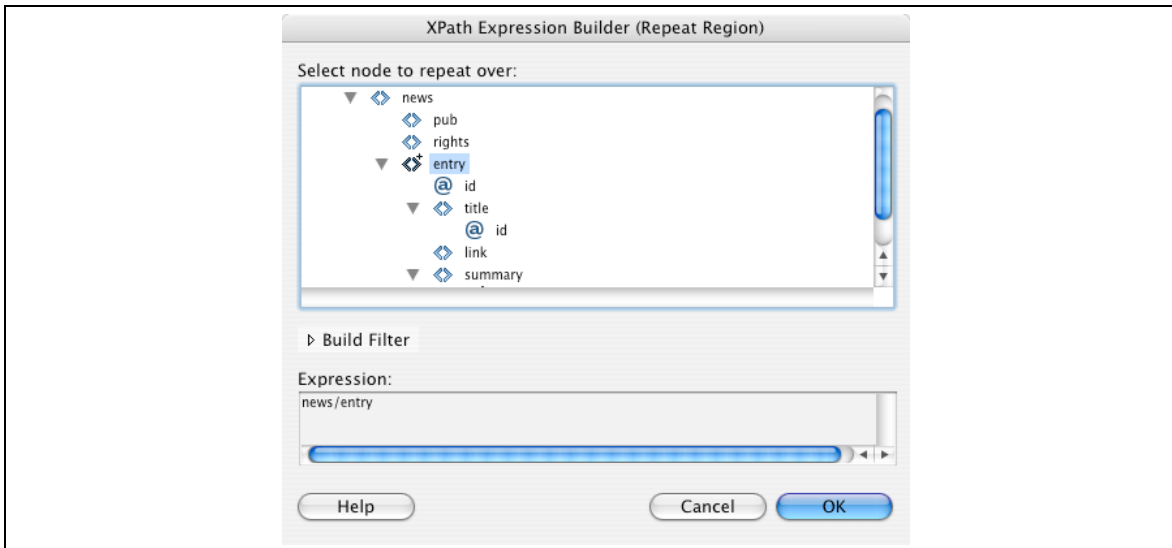 XPath Expression Builder (Repeat Region)
Select node to repeat over:
news
pub
rights
entry
@ id
title
@ id
link
summary
Build Filter
Expression:
news/entry
Help Cancel OK